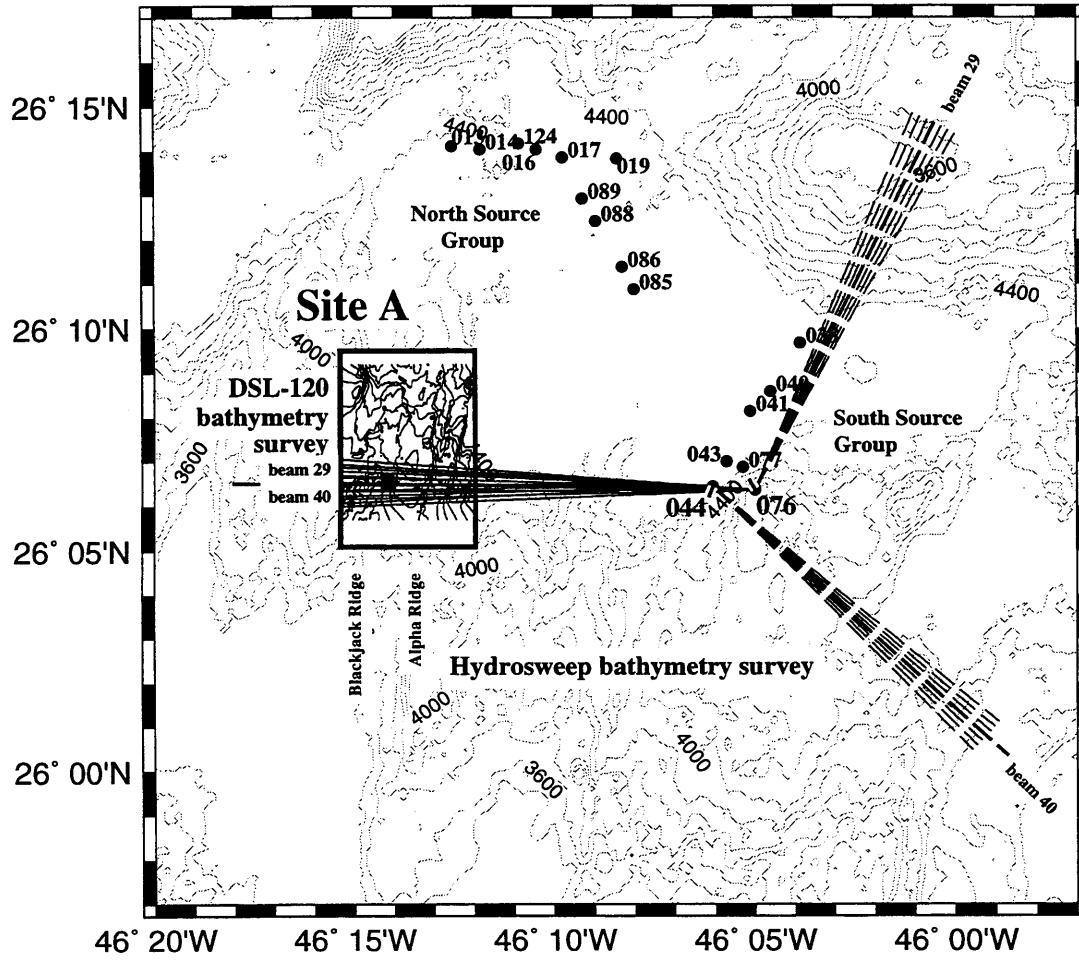 beam 29
26° 15'N
4000
4400
4400
014
124
016
017
019
3600
089
088
North Source
Group
086
085
4400
Site A
26° 10'N
4000
DSL-120
bathymetry
survey
040
041
South Source
Group
3600
beam 29
beam 40
043
077
044
4400
076
26° 05'N
4000
Blackjack Ridge
Alpha Ridge
Hydrosweep bathymetry survey
4000
4000
26° 00'N
3600
beam 40
46° 20'W
46° 15'W
46° 10'W
46° 05'W
46° 00'W